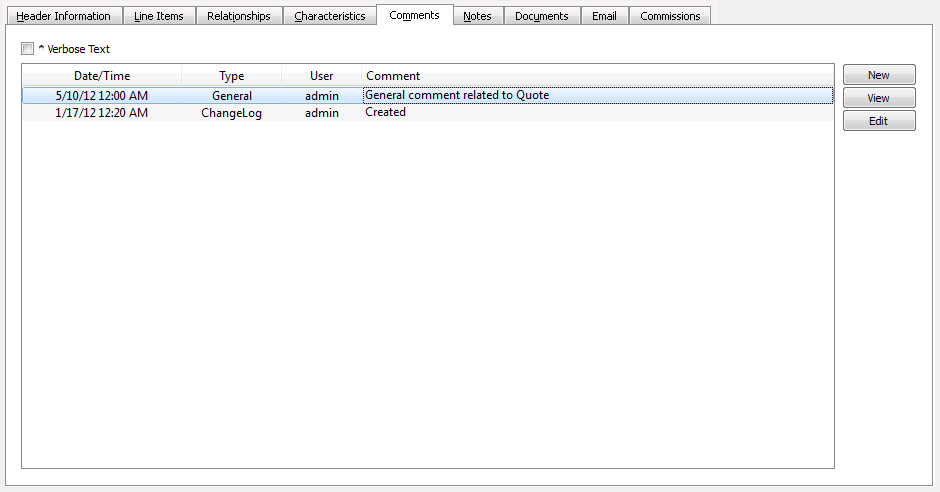 Header Information Line Items Relationships Characteristics Comments Notes Documents Email Commissions
^ Verbose Text
Date/Time Type User Comment New
5/10/12 12:00 AM General admin General comment related to Quote View
1/17/12 12:20 AM ChangeLog admin Created Edit